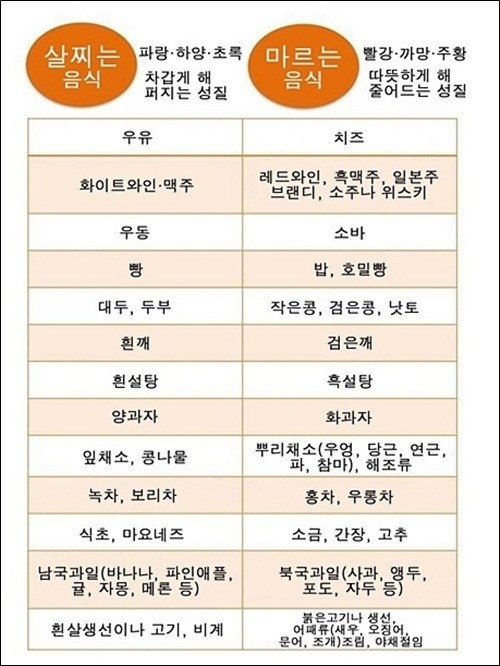 살찌는
음식
파랑·하양·초록
차갑게 해
퍼지는 성질
마르는
음식
빨강·까망·주황
따뜻하게 해
줄어드는 성질
우유
치즈
화이트와인·맥주
레드와인, 흑맥주, 일본주
브랜디, 소주나 위스키
우동
소바
빵
밥, 호밀빵
대두, 두부
작은콩, 검은콩, 낫토
흰깨
검은깨
흰설탕
흑설탕
양과자
화과자
잎채소, 콩나물
뿌리채소(우엉, 당근, 연근,
파, 참마), 해조류
녹차, 보리차
홍차, 우롱차
식초, 마요네즈
소금, 간장, 고추
남국과일(바나나, 파인애플,
귤, 자몽, 메론 등)
북국과일(사과, 앵두,
포도, 자두 등)
흰살생선이나 고기, 비계
붉은고기나 생선,
어패류(새우, 오징어,
문어, 조개)조림, 야채절임